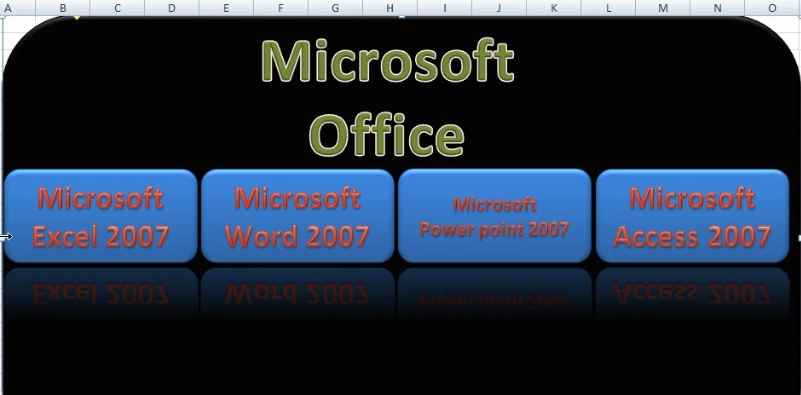 A B C D E F G H I J K L M N O
Microsoft
Office
Microsoft
Excel 2007
Microsoft
Word 2007
Microsoft
Power point 2007
Microsoft
Access 2007